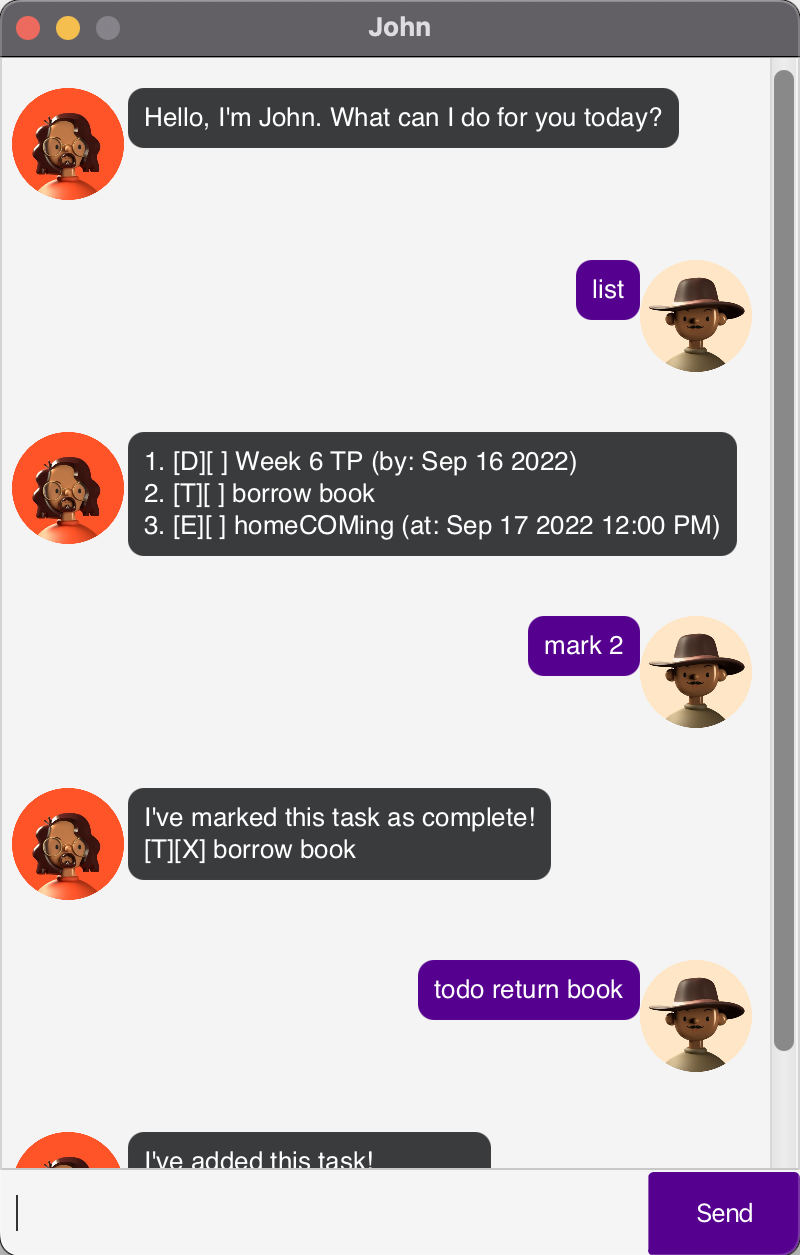 John
Hello, I'm John. What can I do for you today?
list
1. [D][ ] Week 6 TP (by: Sep 16 2022)
2. [T][ ] borrow book
3. [E][ ] homeCOMing (at: Sep 17 2022 12:00 PM)
mark 2
I've marked this task as complete!
[T][X] borrow book
todo return book
I've added this task!
Send